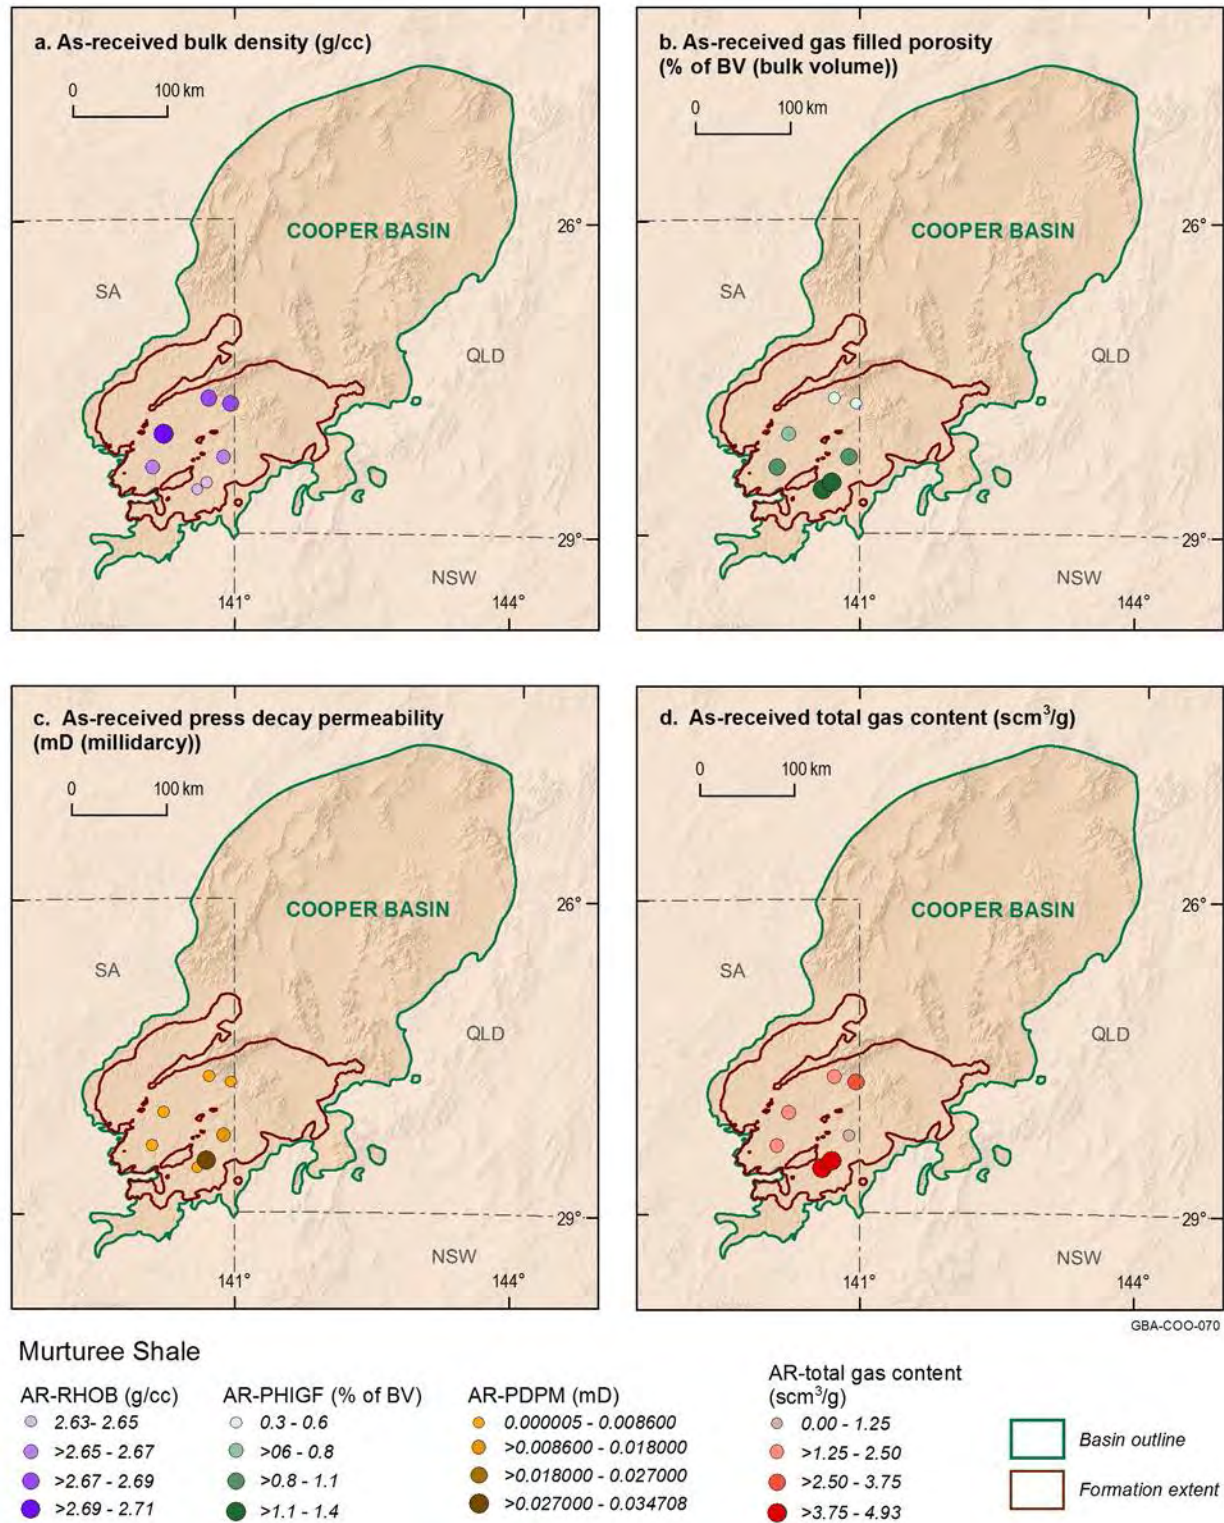 a. As-received bulk density (g/cc)
0 100 km
COOPER BASIN
26°
SA
QLD
29°
NSW
141° 144°
b. As-received gas filled porosity
(% of BV (bulk volume))
0 100 km
COOPER BASIN
26°
SA
QLD
29°
NSW
141° 144°
c. As-received press decay permeability
(mD (millidarcy))
0 100 km
COOPER BASIN
26°
SA
QLD
29°
NSW
141° 144°
d. As-received total gas content (scm³/g)
0 100 km
COOPER BASIN
26°
SA
QLD
29°
NSW
141° 144°
GBA-COO-070
Murturee Shale
AR-RHOB (g/cc)
2.63- 2.65
>2.65 - 2.67
>2.67 - 2.69
>2.69 - 2.71
AR-PHIGF (% of BV)
0.3 - 0.6
>06 - 0.8
>0.8 - 1.1
>1.1 - 1.4
AR-PDPM (mD)
0.000005 - 0.008600
>0.008600 - 0.018000
>0.018000 - 0.027000
>0.027000 - 0.034708
AR-total gas content
(scm³/g)
0.00 - 1.25
>1.25 - 2.50
>2.50 - 3.75
>3.75 - 4.93
Basin outline
Formation extent